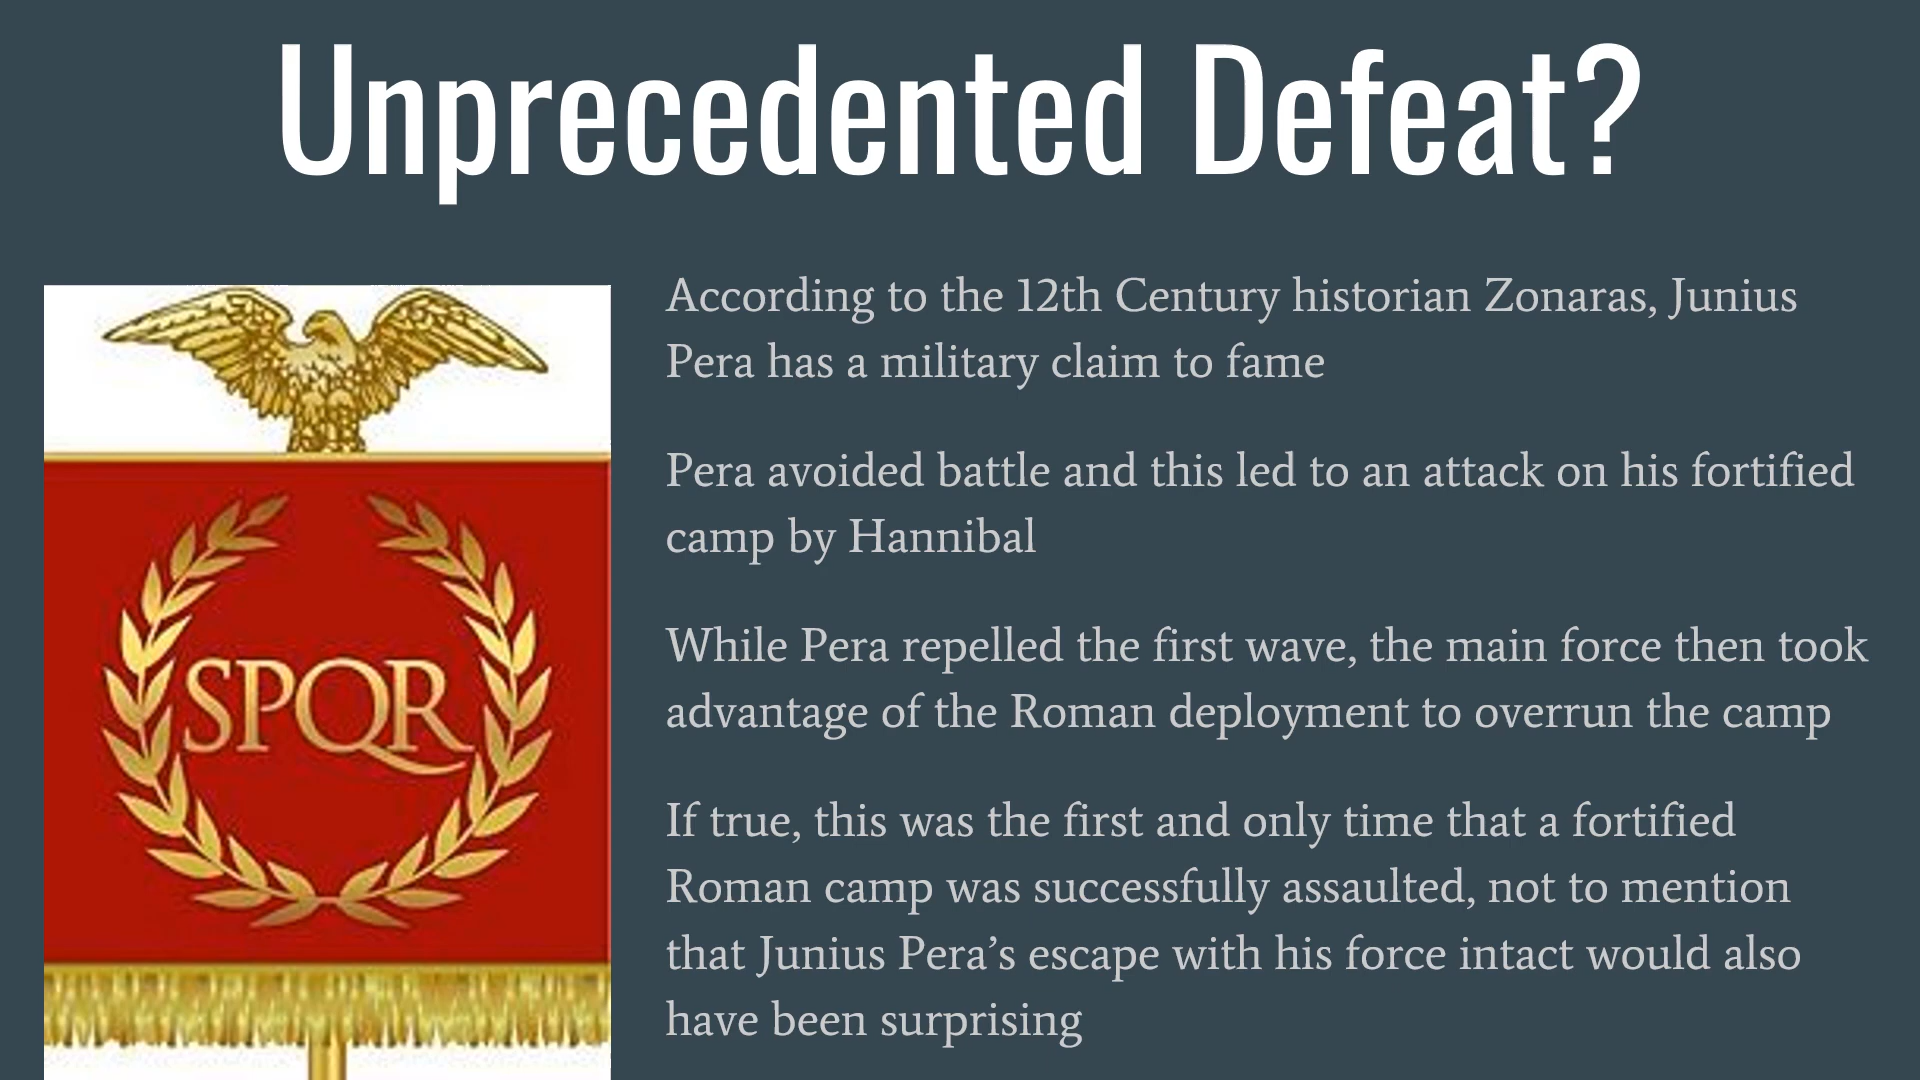 Unprecedented Defeat?
According to the 12th Century historian Zonaras, Junius
Pera has a military claim to fame
Pera avoided battle and this led to an attack on his fortified
camp by Hannibal
While Pera repelled the first wave, the main force then took
advantage of the Roman deployment to overrun the camp
If true, this was the first and only time that a fortified
Roman camp was successfully assaulted, not to mention
that Junius Pera’s escape with his force intact would also
have been surprising
SPQR